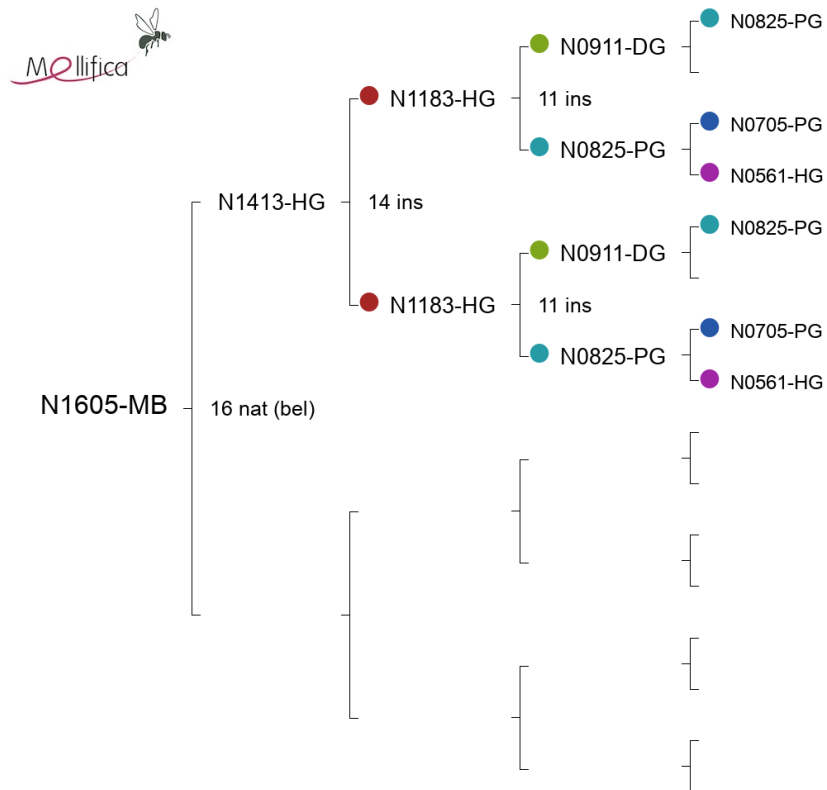 Mellifica
N0825-PG
N0911-DG
N1183-HG
11 ins
N0705-PG
N0825-PG
N0561-HG
N1413-HG
14 ins
N0825-PG
N0911-DG
N1183-HG
11 ins
N0705-PG
N0825-PG
N0561-HG
N1605-MB
16 nat (bel)